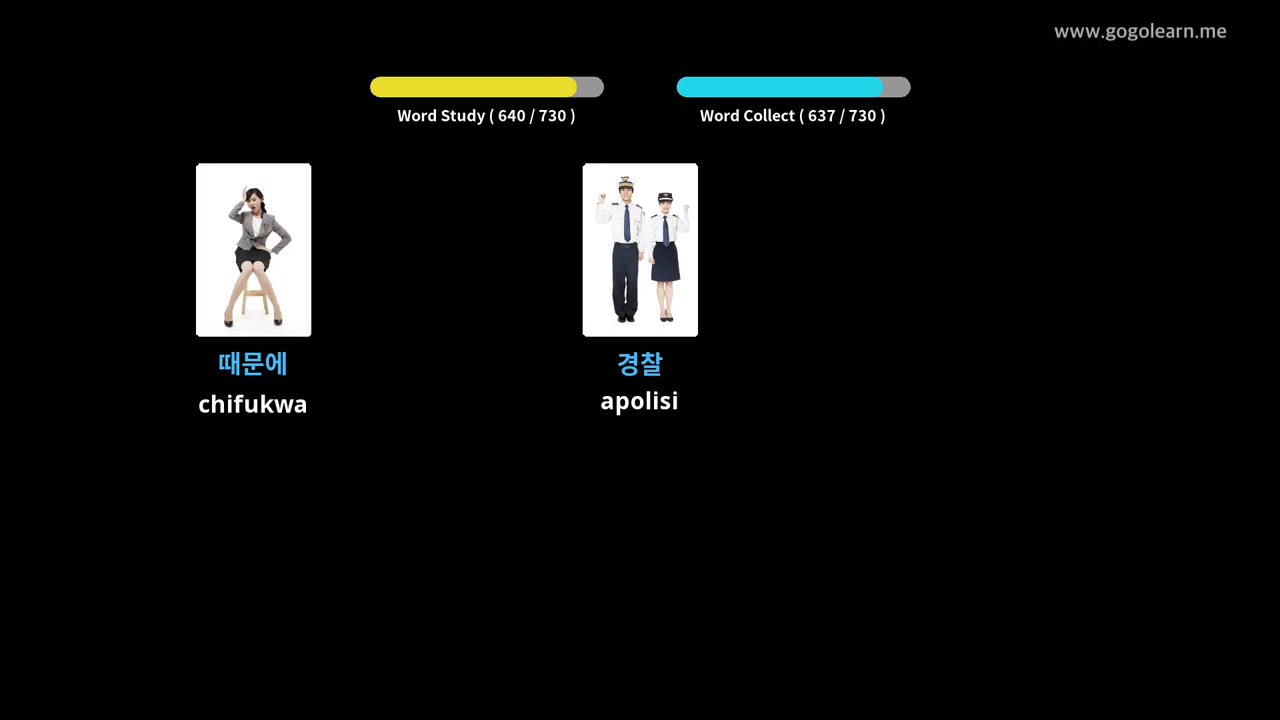 www.gogolearn.me
Word Study ( 640 / 730 )
Word Collect ( 637 / 730 )
때문에
chifukwa
경찰
apolisi